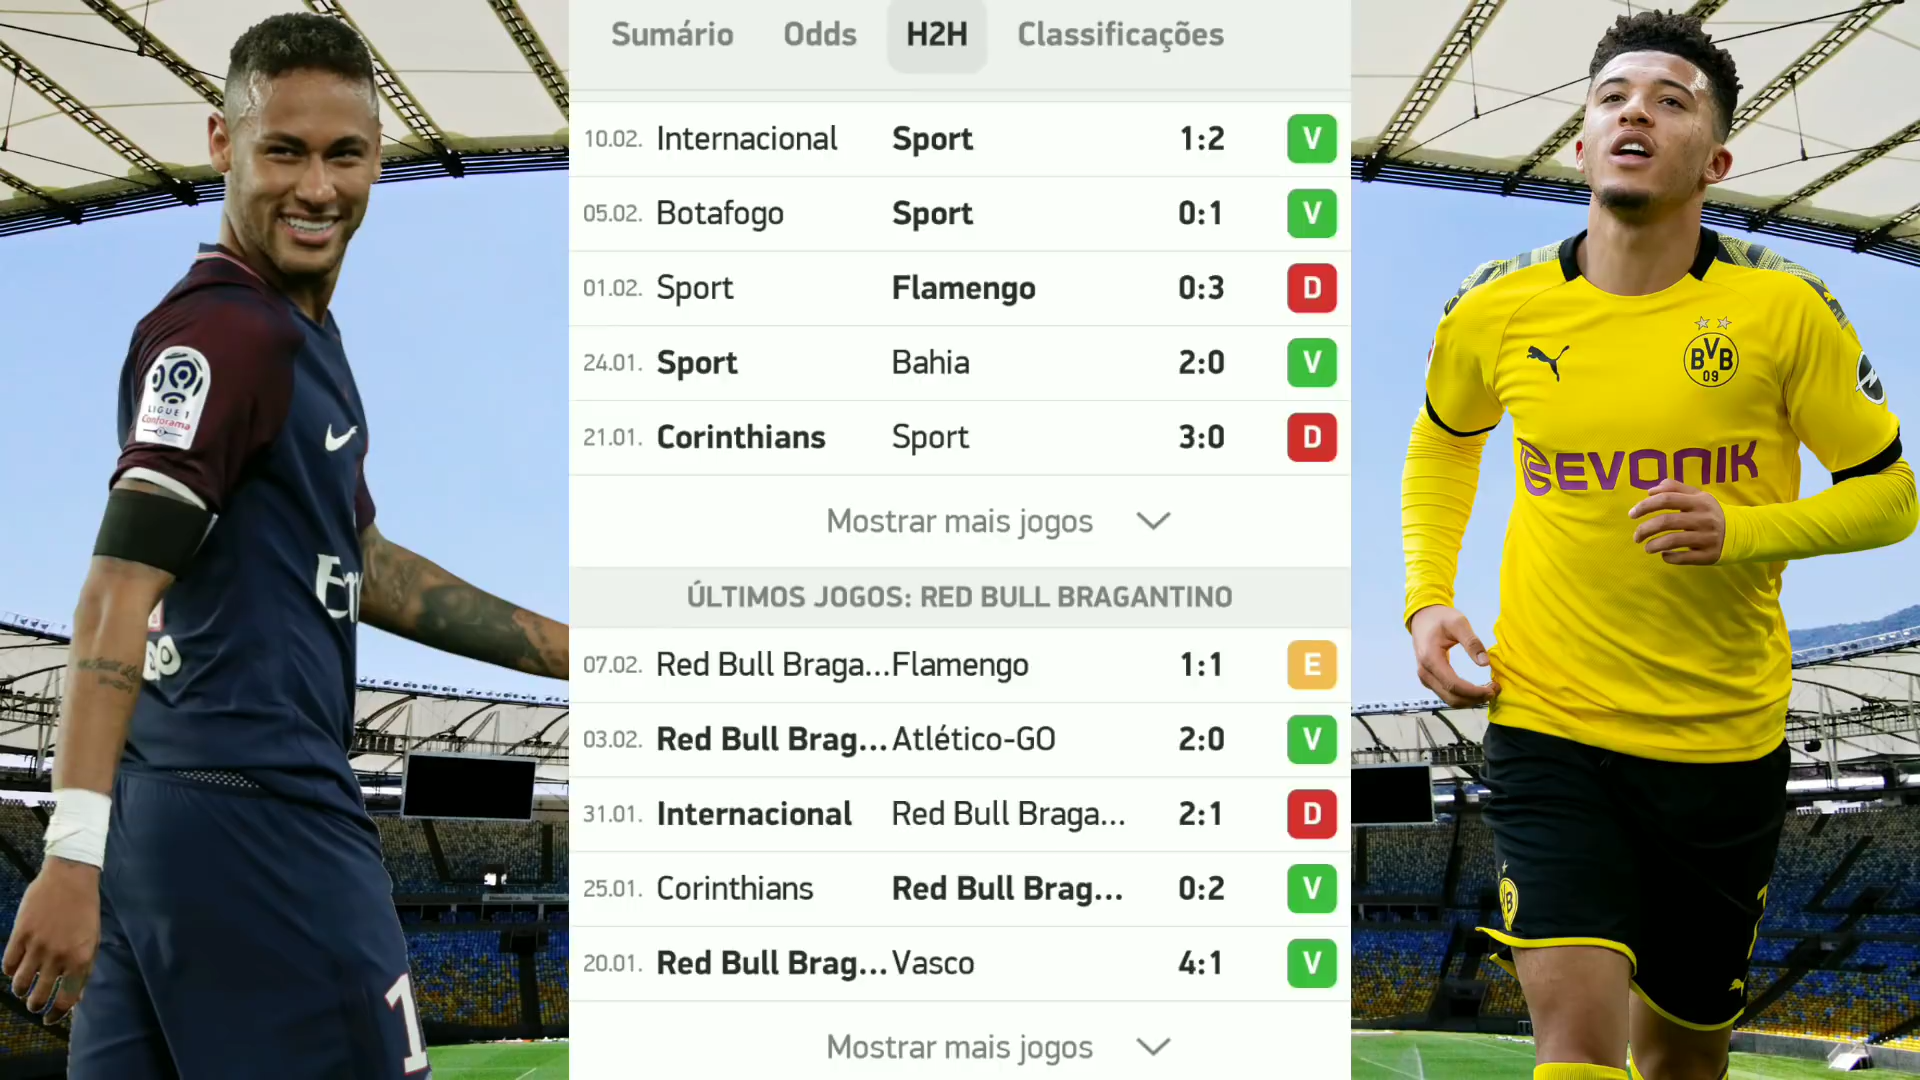 Sumário Odds H2H Classificações
10.02. Internacional Sport 1:2 V
05.02. Botafogo Sport 0:1 V
01.02. Sport Flamengo 0:3 D
24.01. Sport Bahia 2:0 V
21.01. Corinthians Sport 3:0 D
Mostrar mais jogos
ÚLTIMOS JOGOS: RED BULL BRAGANTINO
07.02. Red Bull Braga... Flamengo 1:1 E
03.02. Red Bull Brag... Atlético-GO 2:0 V
31.01. Internacional Red Bull Braga... 2:1 D
25.01. Corinthians Red Bull Brag... 0:2 V
20.01. Red Bull Brag... Vasco 4:1 V
Mostrar mais jogos
LIGUE 1
Conforama
BVB
09
EVONIK
1